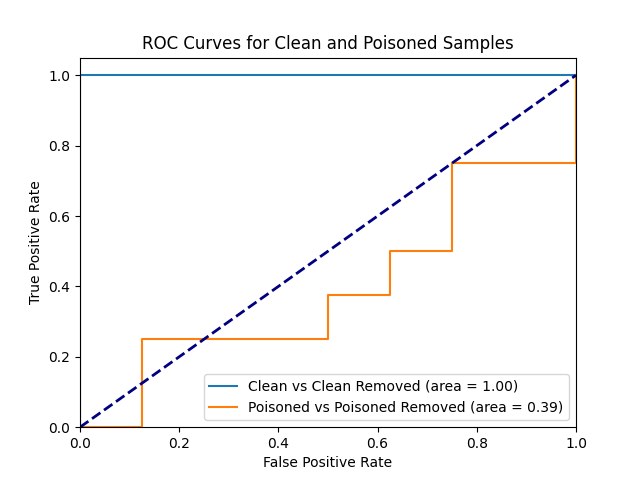 ROC Curves for Clean and Poisoned Samples
1.0
0.8
0.6
0.4
0.2
0.0
True Positive Rate
Clean vs Clean Removed (area = 1.00)
Poisoned vs Poisoned Removed (area = 0.39)
0.0 0.2 0.4 0.6 0.8 1.0
False Positive Rate